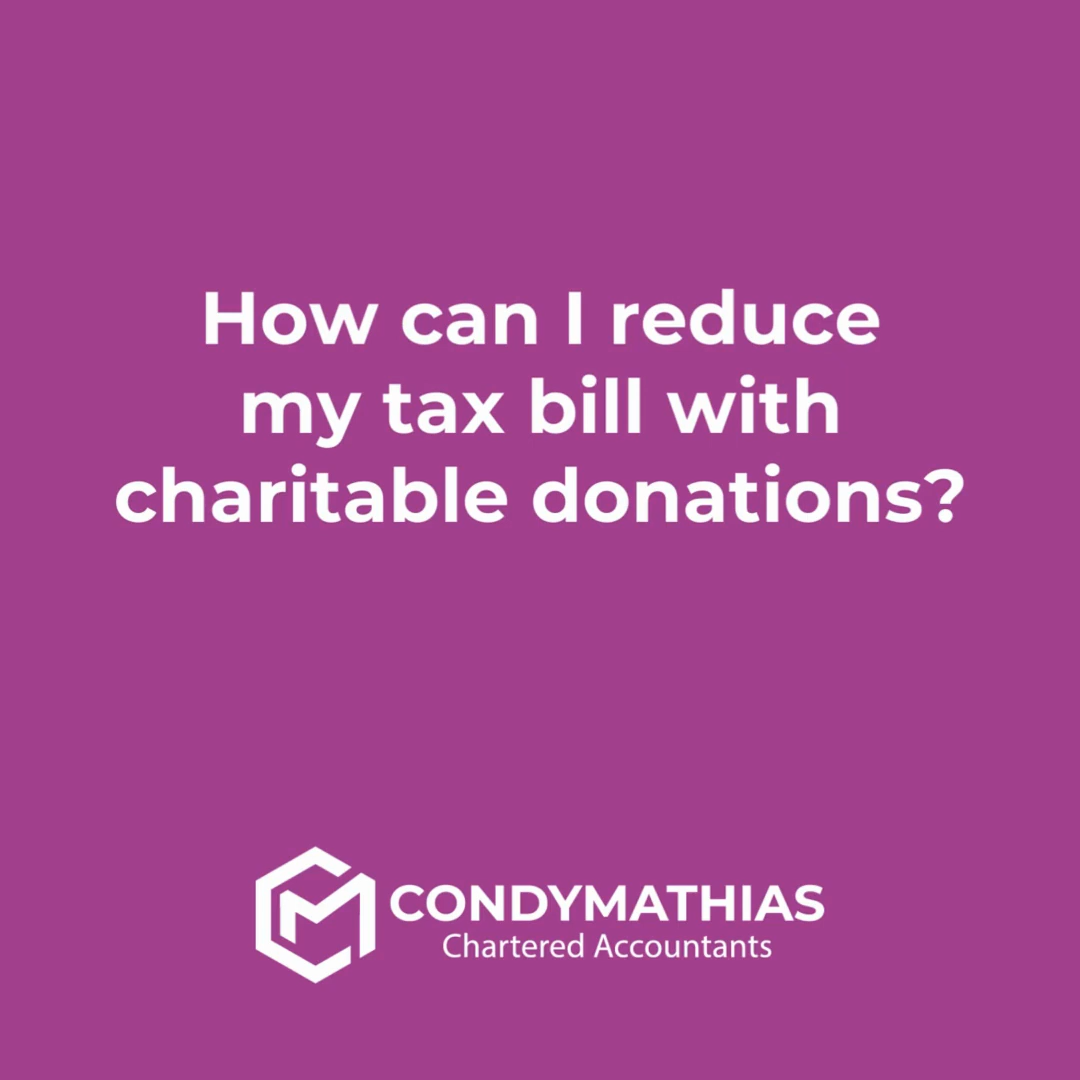 How can I reduce
my tax bill with
charitable donations?
CONDYMATHIAS
Chartered Accountants